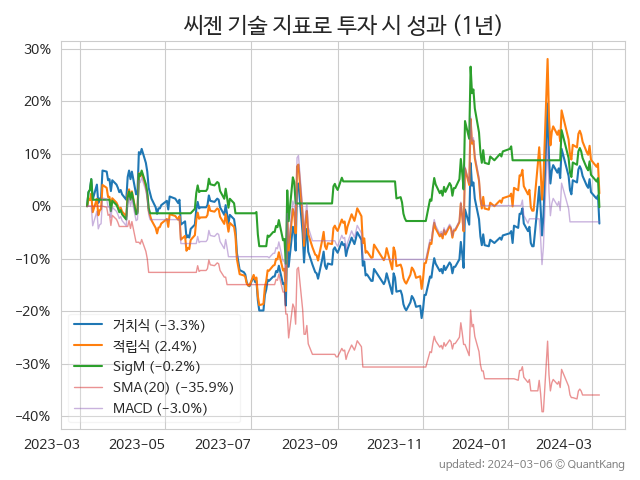 씨젠 기술 지표로 투자 시 성과 (1년)
30%
20%
10%
0%
−10%
−20%
−30%
−40%
거치식 (−3.3%)
적립식 (2.4%)
SigM (−0.2%)
SMA(20) (−35.9%)
MACD (−3.0%)
2023−03
2023−05
2023−07
2023−09
2023−11
2024−01
2024−03
updated: 2024-03-06 ⓒ QuantKang